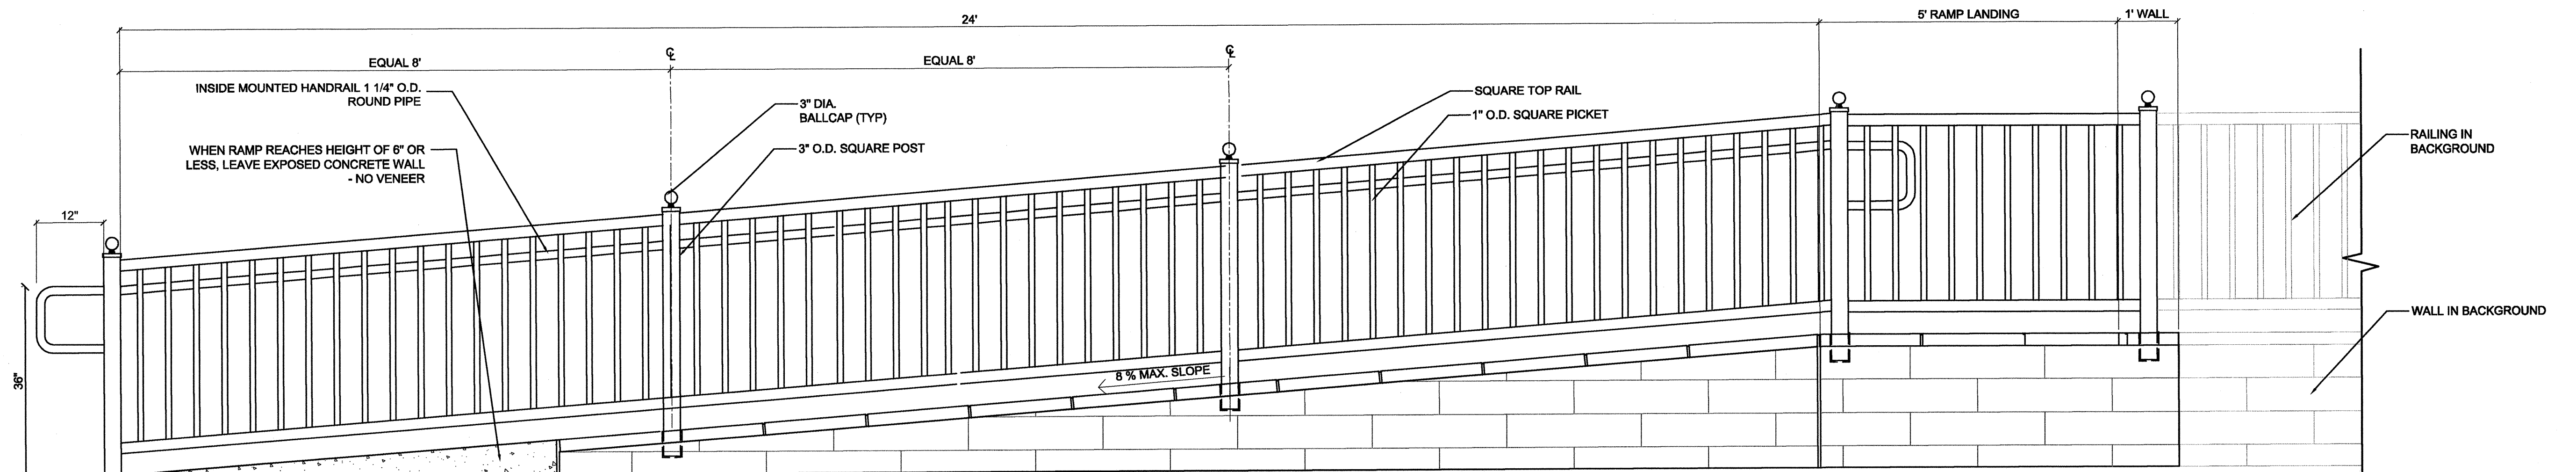 24'
5' RAMP LANDING
1' WALL
℄
℄
EQUAL 8'
EQUAL 8'
INSIDE MOUNTED HANDRAIL 1 1/4" O.D.
ROUND PIPE
3" DIA.
BALLCAP (TYP)
SQUARE TOP RAIL
1" O.D. SQUARE PICKET
WHEN RAMP REACHES HEIGHT OF 6" OR
LESS, LEAVE EXPOSED CONCRETE WALL
- NO VENEER
3" O.D. SQUARE POST
RAILING IN
BACKGROUND
12"
WALL IN BACKGROUND
8 % MAX. SLOPE
36"